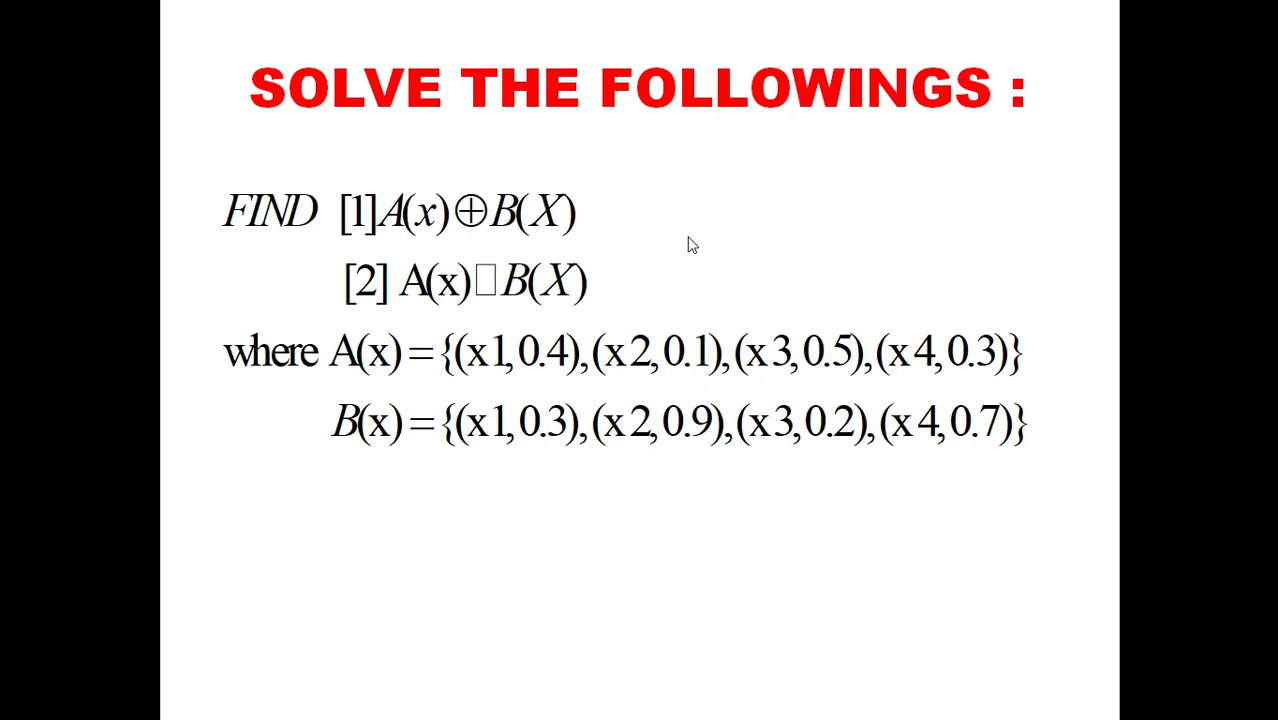 SOLVE THE FOLLOWINGS :
FIND [1]A(x)⊕B(X)
[2] A(x)□B(X)
where A(x)={(x1,0.4),(x2,0.1),(x3,0.5),(x4,0.3)}
B(x)={(x1,0.3),(x2,0.9),(x3,0.2),(x4,0.7)}